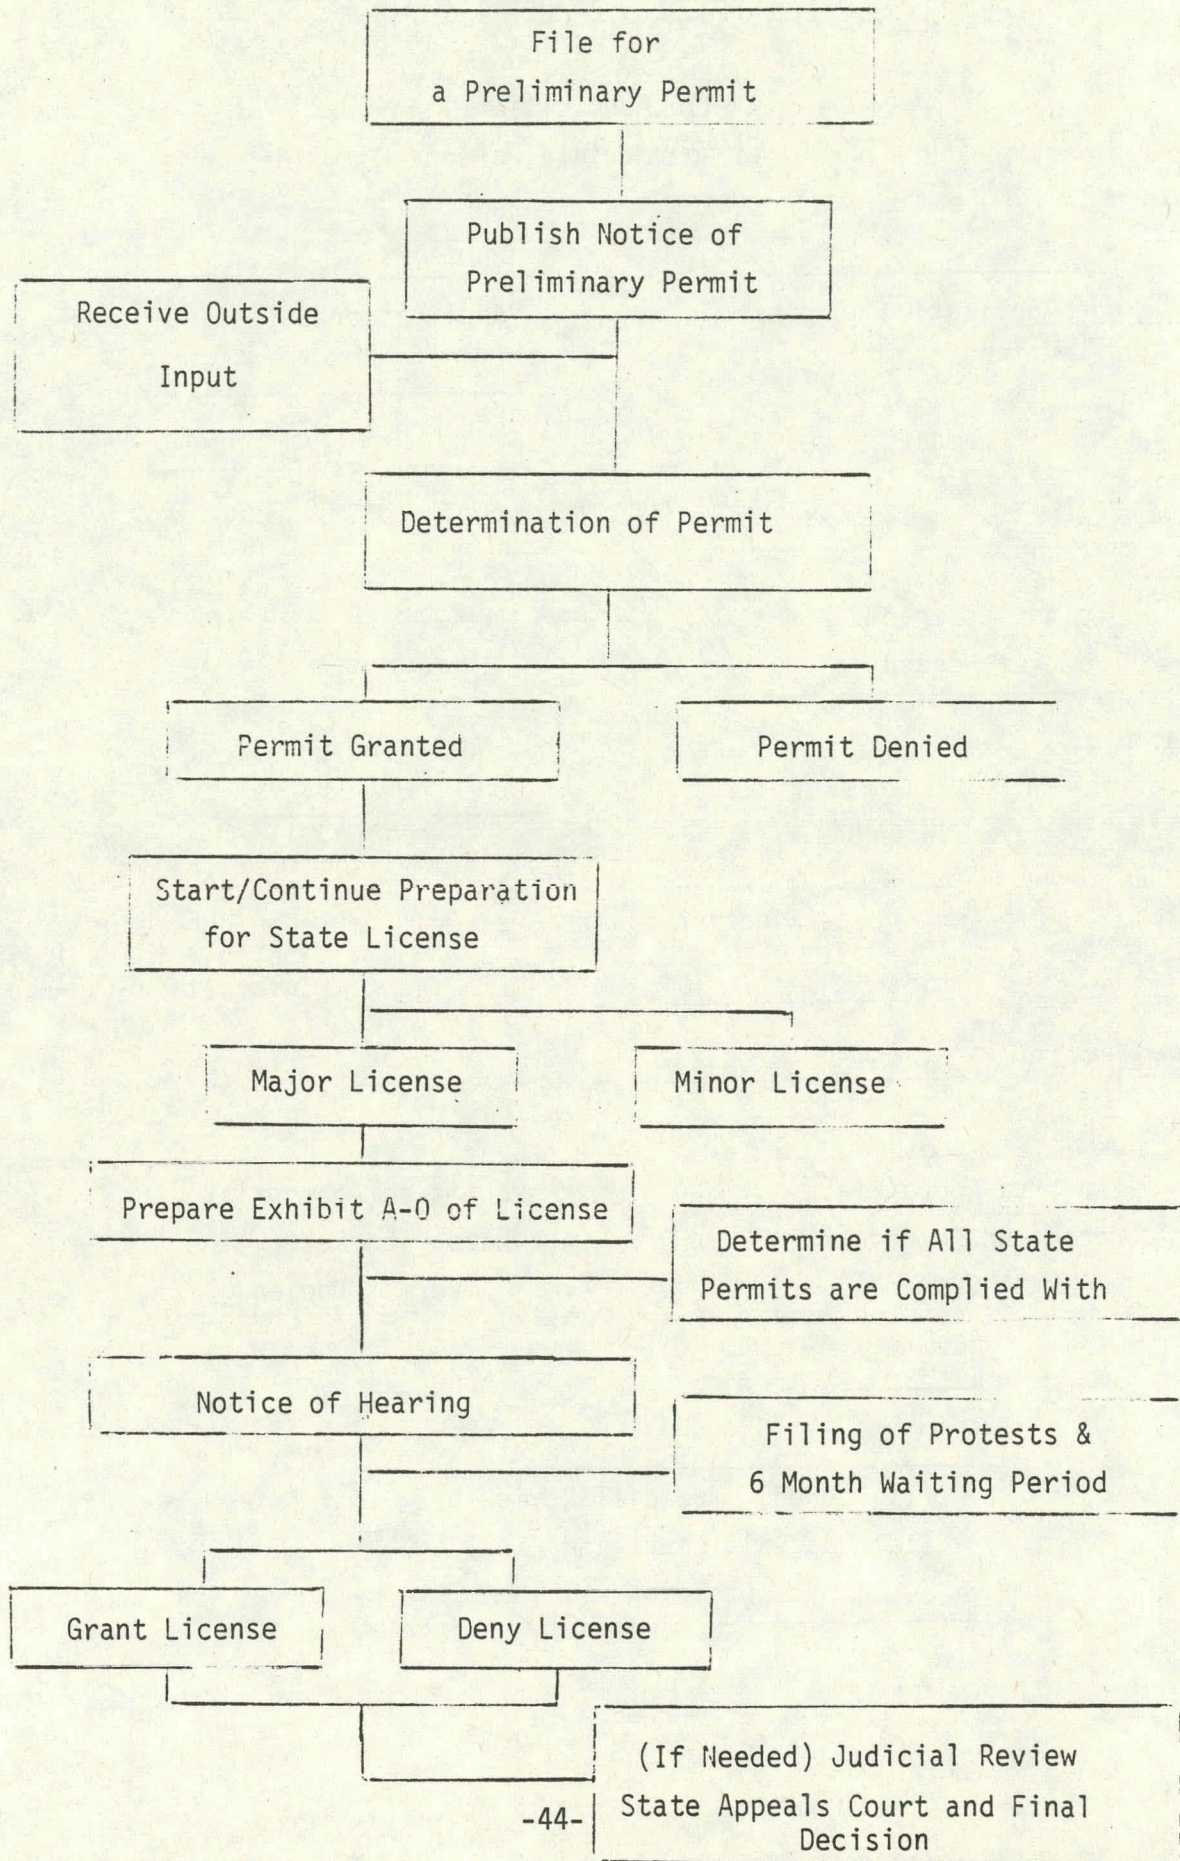 File for
a Preliminary Permit
Publish Notice of
Preliminary Permit
Receive Outside
Input
Determination of Permit
Permit Granted
Permit Denied
Start/Continue Preparation
for State License
Major License
Minor License
Prepare Exhibit A-O of License
Determine if All State
Permits are Complied With
Notice of Hearing
Filing of Protests &
6 Month Waiting Period
Grant License
Deny License
(If Needed) Judicial Review
State Appeals Court and Final
Decision
-44-